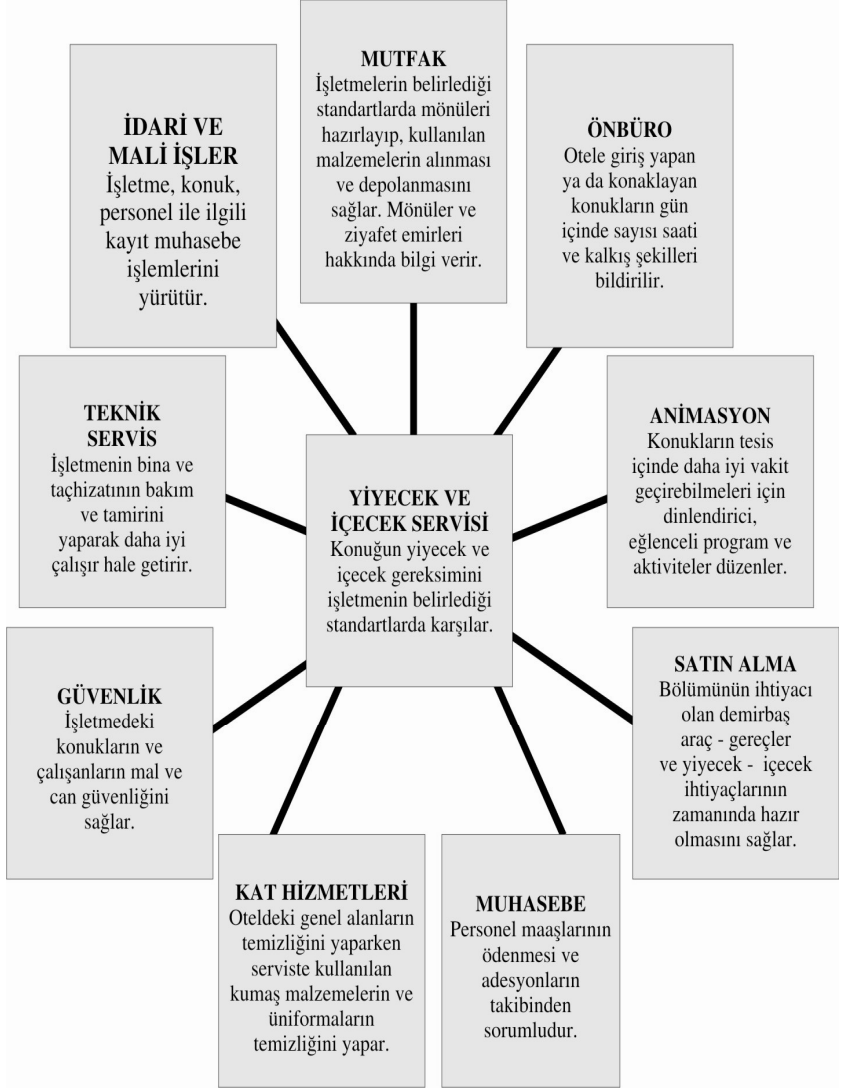 İDARİ VE
MALİ İŞLER
İşletme, konuk,
personel ile ilgili
kayıt muhasebe
işlemlerini
yürütür.
MUTFAK
İşletmelerin belirlediği
standartlarda mönüleri
hazırlayıp, kullanılan
malzemelerin alınması
ve depolanmasını
sağlar. Mönüler ve
ziyafet emirleri
hakkında bilgi verir.
ÖNBÜRO
Otele giriş yapan
ya da konaklayan
konukların gün
içinde sayısı saati
ve kalkış şekilleri
bildirilir.
TEKNİK
SERVİS
İşletmenin bina ve
taçhizatının bakım
ve tamirini
yaparak daha iyi
çalışır hale getirir.
YİYECEK VE
İÇECEK SERVİSİ
Konuğun yiyecek ve
içecek gereksimini
işletmenin belirlediği
standartlarda karşılar.
ANİMASYON
Konukların tesis
içinde daha iyi vakit
geçirebilmeleri için
dinlendirici,
eğlenceli program ve
aktiviteler düzenler.
GÜVENLİK
İşletmedeki
konukların ve
çalışanların mal ve
can güvenliğini
sağlar.
SATIN ALMA
Bölümünün ihtiyacı
olan demirbaş
araç - gereçler
ve yiyecek - içecek
ihtiyaçlarının
zamanında hazır
olmasını sağlar.
KAT HİZMETLERİ
Oteldeki genel alanların
temizliğini yaparken
serviste kullanılan
kumaş malzemelerin ve
üniformaların
temizliğini yapar.
MUHASEBE
Personel maaşlarının
ödenmesi ve
adesyonların
takibinden
sorumludur.